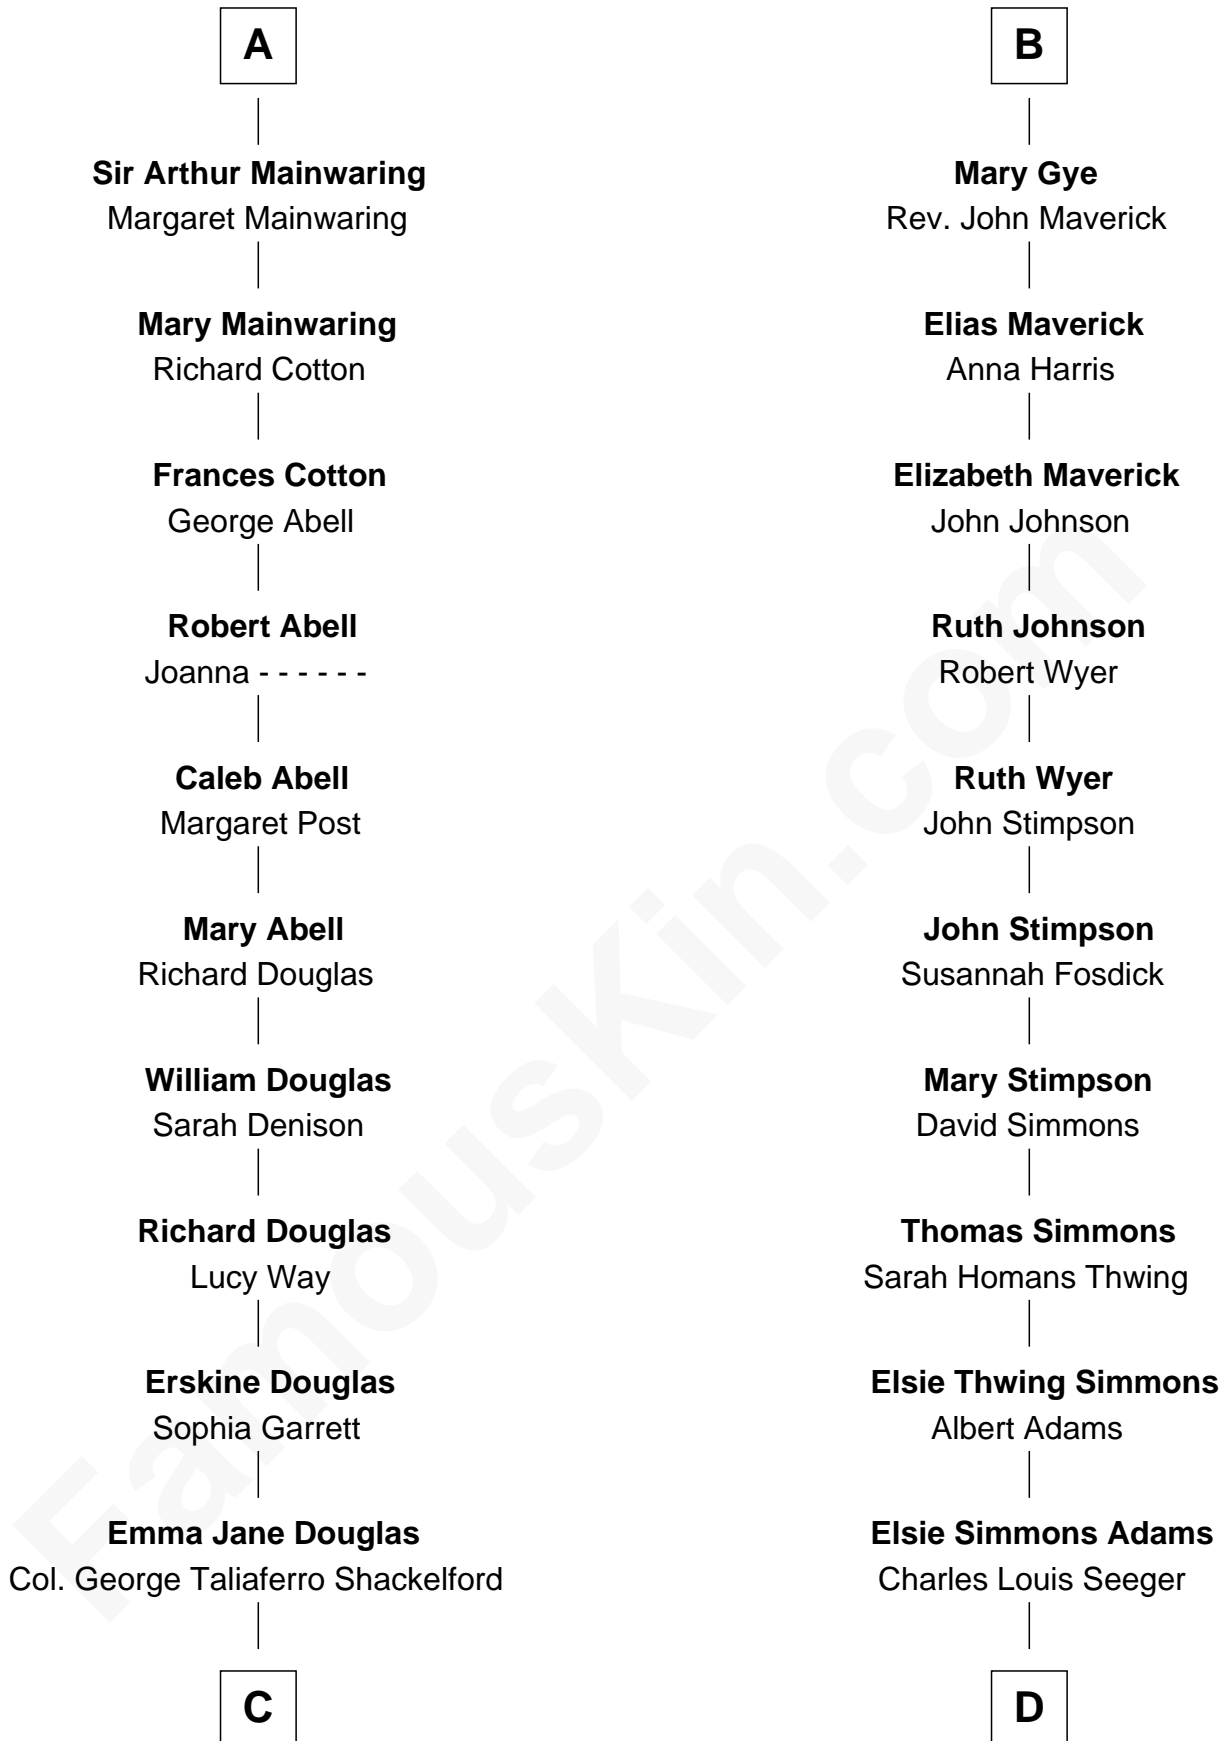 A
Sir Arthur Mainwaring
Margaret Mainwaring
Mary Mainwaring
Richard Cotton
Frances Cotton
George Abell
Robert Abell
Joanna - - - - - -
Caleb Abell
Margaret Post
Mary Abell
Richard Douglas
William Douglas
Sarah Denison
Richard Douglas
Lucy Way
Erskine Douglas
Sophia Garrett
Emma Jane Douglas
Col. George Taliaferro Shackelford
C
B
Mary Gye
Rev. John Maverick
Elias Maverick
Anna Harris
Elizabeth Maverick
John Johnson
Ruth Johnson
Robert Wyer
Ruth Wyer
John Stimpson
John Stimpson
Susannah Fosdick
Mary Stimpson
David Simmons
Thomas Simmons
Sarah Homans Thwing
Elsie Thwing Simmons
Albert Adams
Elsie Simmons Adams
Charles Louis Seeger
D
FamousKin.com